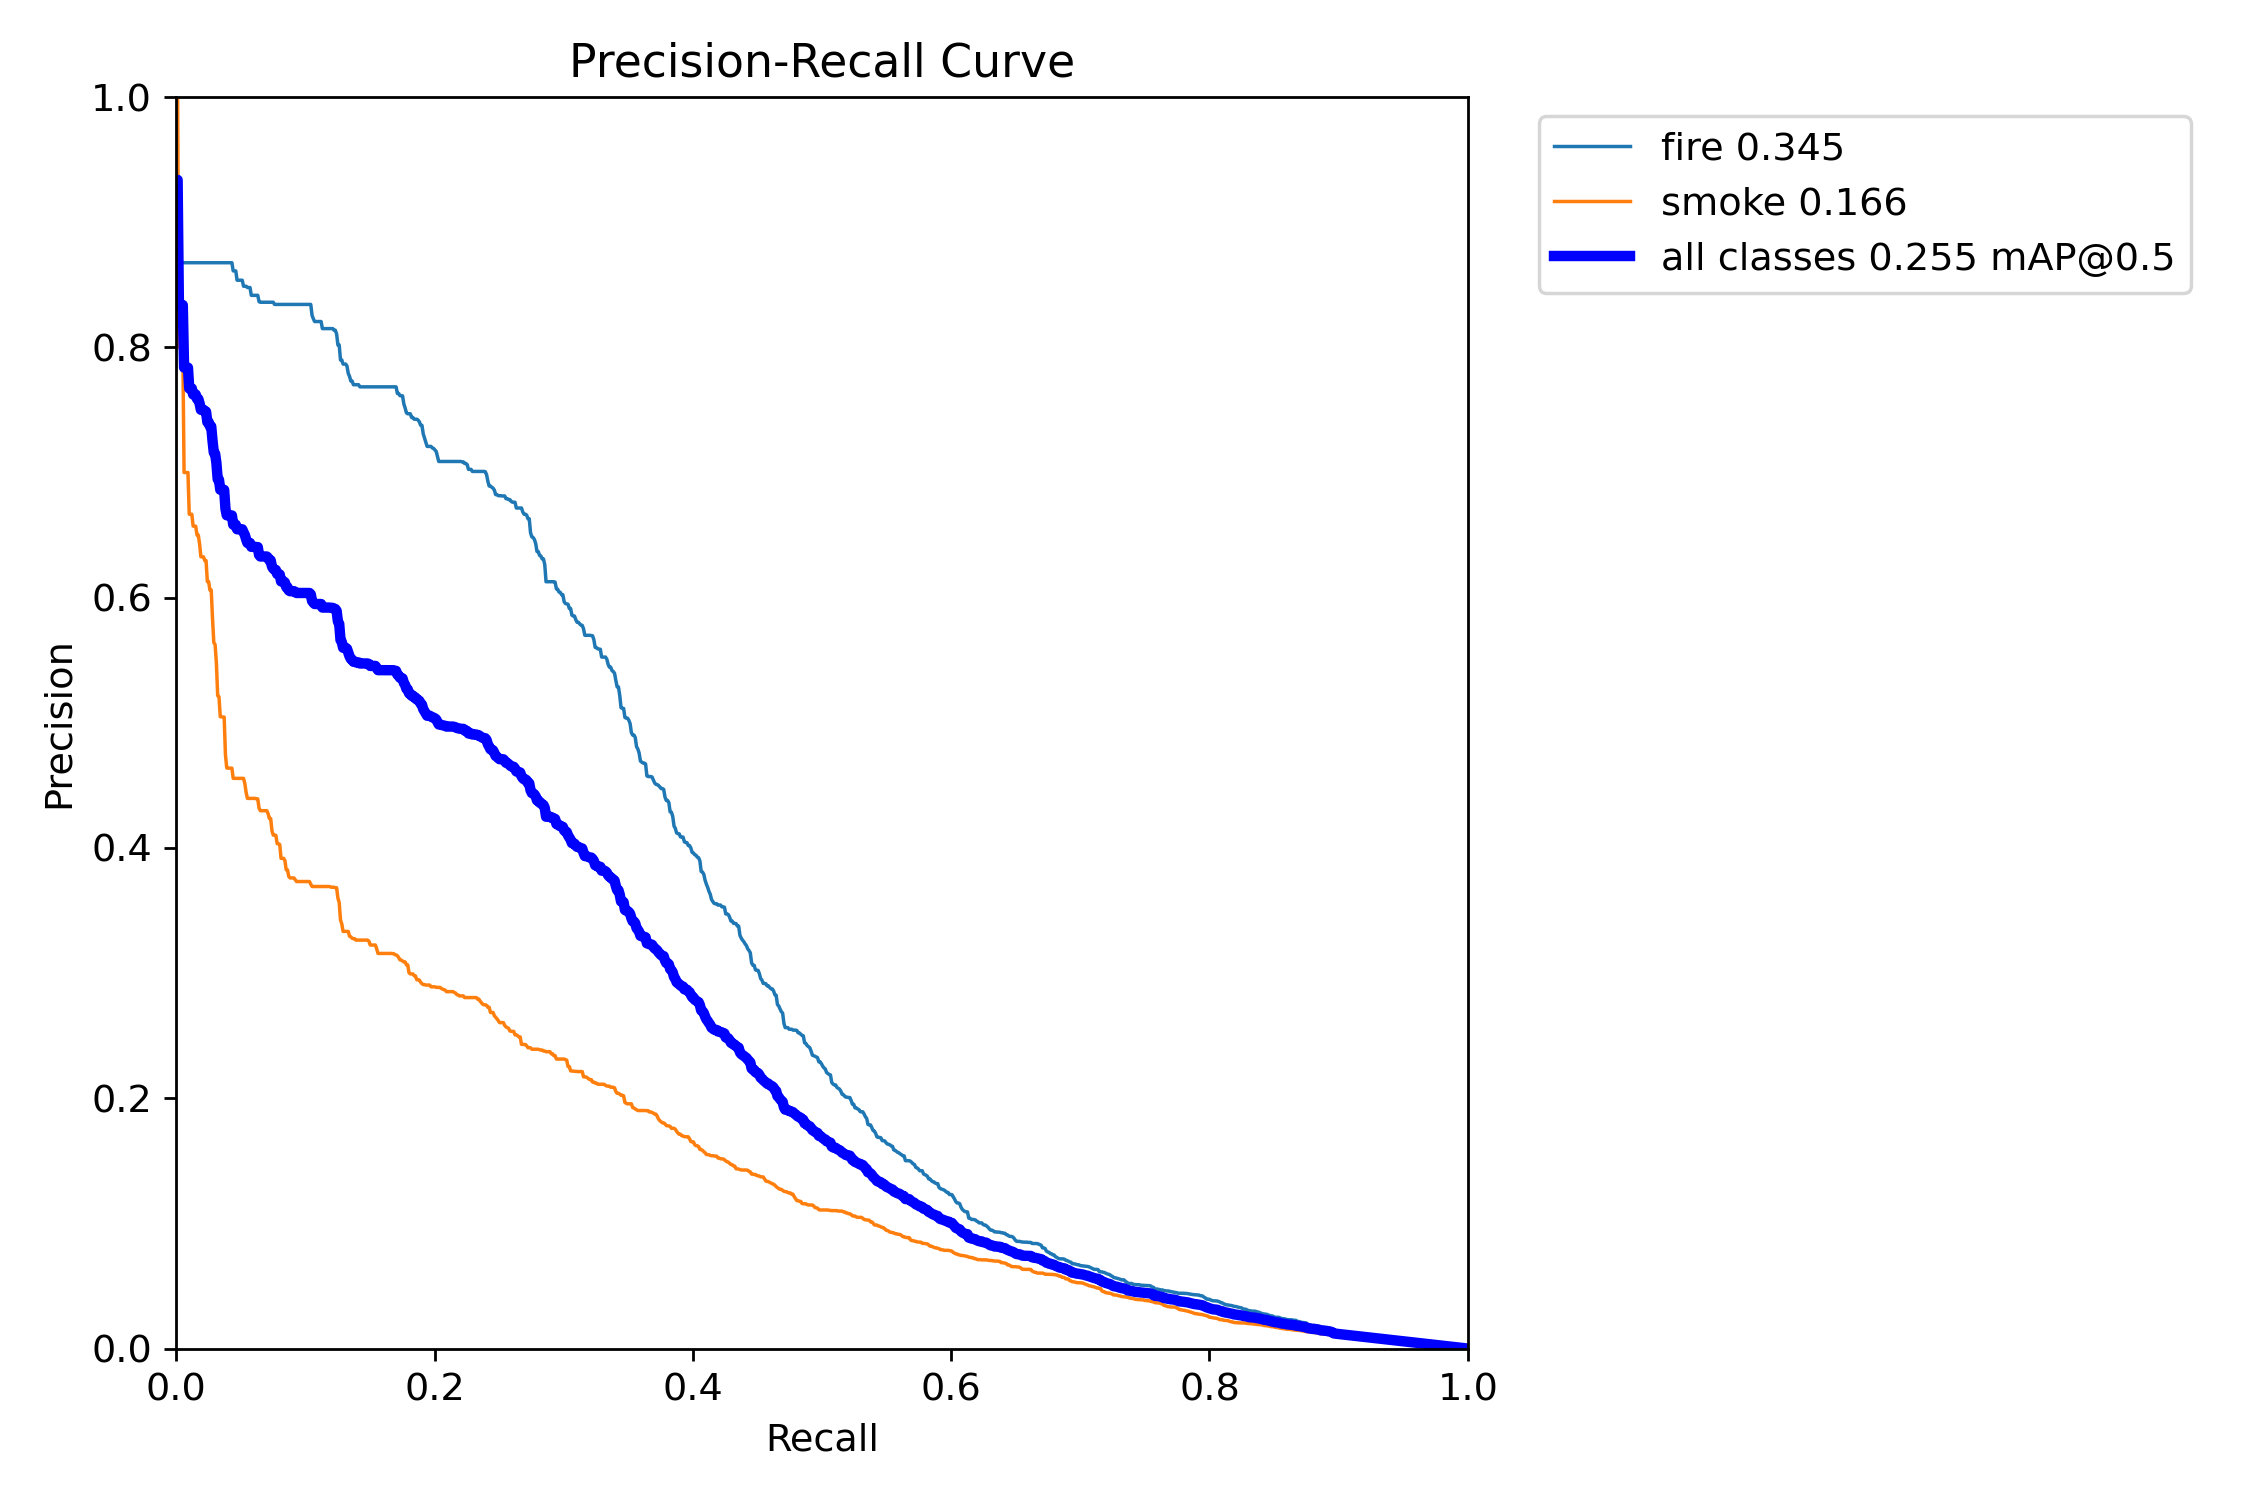 Precision-Recall Curve
1.0
0.8
0.6
0.4
0.2
0.0
Precision
0.0 0.2 0.4 0.6 0.8 1.0
Recall
fire 0.345
smoke 0.166
all classes 0.255 mAP@0.5